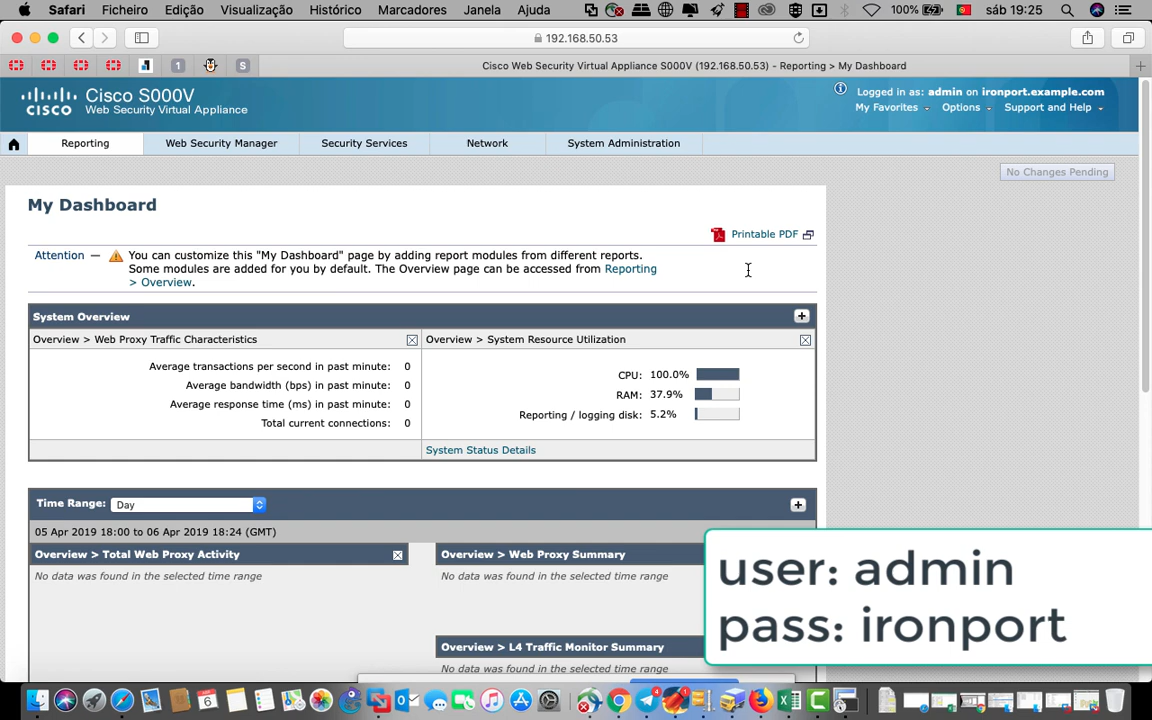 Safari Ficheiro Edição Visualização Histórico Marcadores Janela Ajuda 100% sáb 19:25
192.168.50.53
1 S Cisco Web Security Virtual Appliance S000V (192.168.50.53) - Reporting > My Dashboard
CISCO
Cisco S000V
Web Security Virtual Appliance
Logged in as: admin on ironport.example.com
My Favorites Options Support and Help
Reporting Web Security Manager Security Services Network System Administration
No Changes Pending
My Dashboard
Printable PDF
Attention — You can customize this "My Dashboard" page by adding report modules from different reports.
Some modules are added for you by default. The Overview page can be accessed from Reporting
> Overview.
System Overview
Overview > Web Proxy Traffic Characteristics
Average transactions per second in past minute: 0
Average bandwidth (bps) in past minute: 0
Average response time (ms) in past minute: 0
Total current connections: 0
Overview > System Resource Utilization
CPU: 100.0%
RAM: 37.9%
Reporting / logging disk: 5.2%
System Status Details
Time Range: Day
05 Apr 2019 18:00 to 06 Apr 2019 18:24 (GMT)
Overview > Total Web Proxy Activity
No data was found in the selected time range
Overview > Web Proxy Summary
No data was found in the selected time range
Overview > L4 Traffic Monitor Summary
No data was found in the selected time range
user: admin
pass: ironport